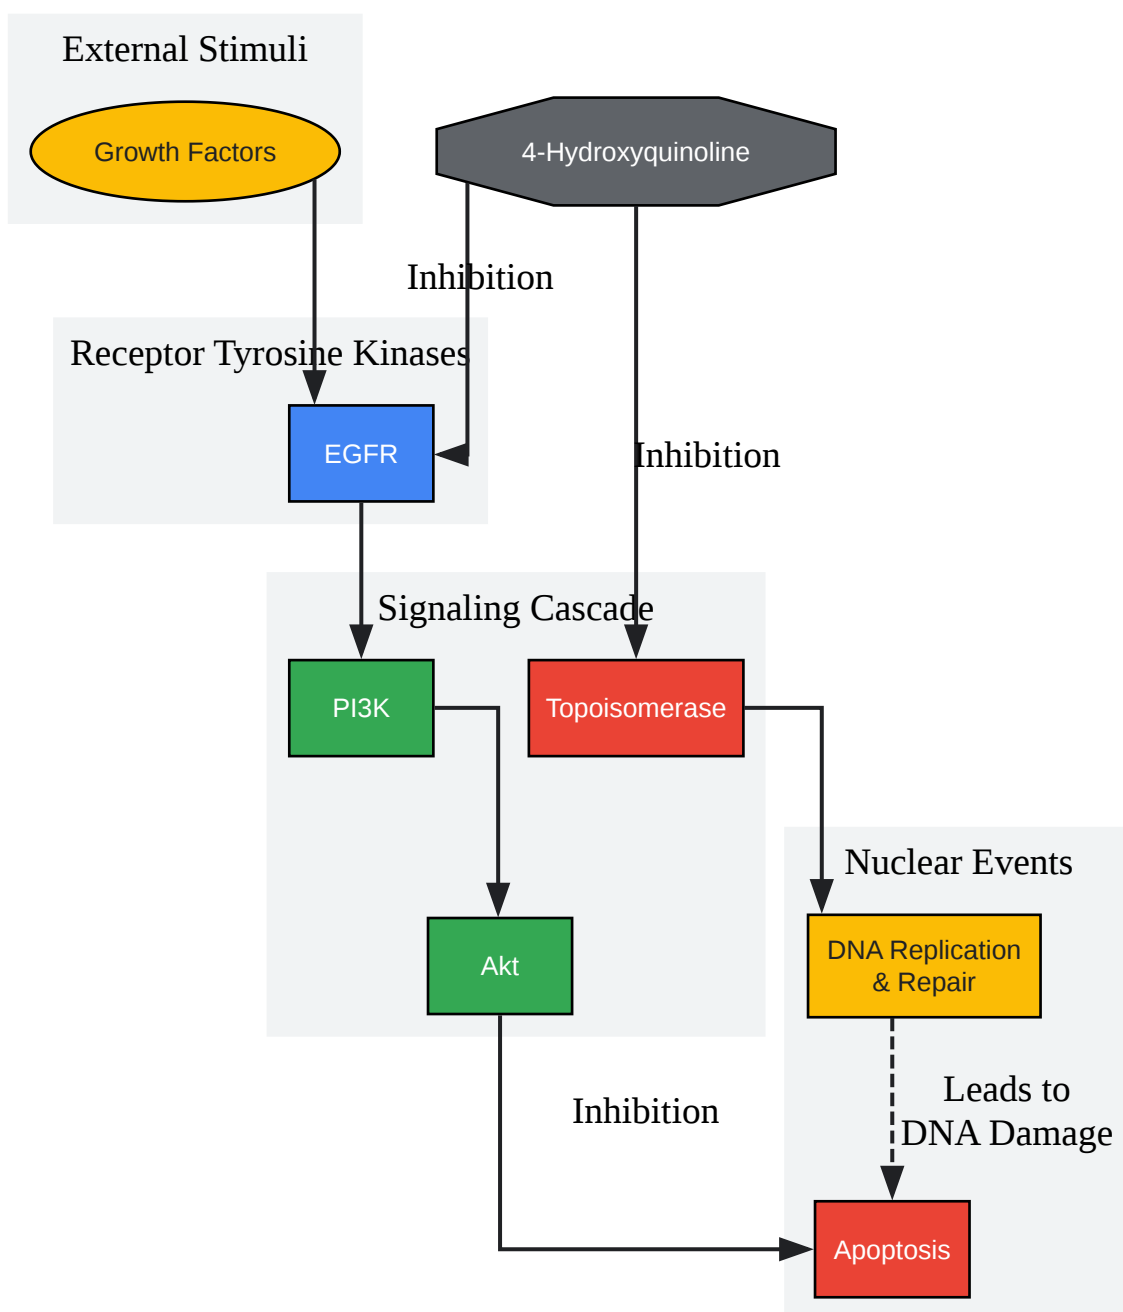 External Stimuli
Growth Factors
4-Hydroxyquinoline
Inhibition
Receptor Tyrosine Kinases
EGFR
Inhibition
Signaling Cascade
PI3K
Topoisomerase
Nuclear Events
Akt
DNA Replication
& Repair
Inhibition
Leads to
DNA Damage
Apoptosis